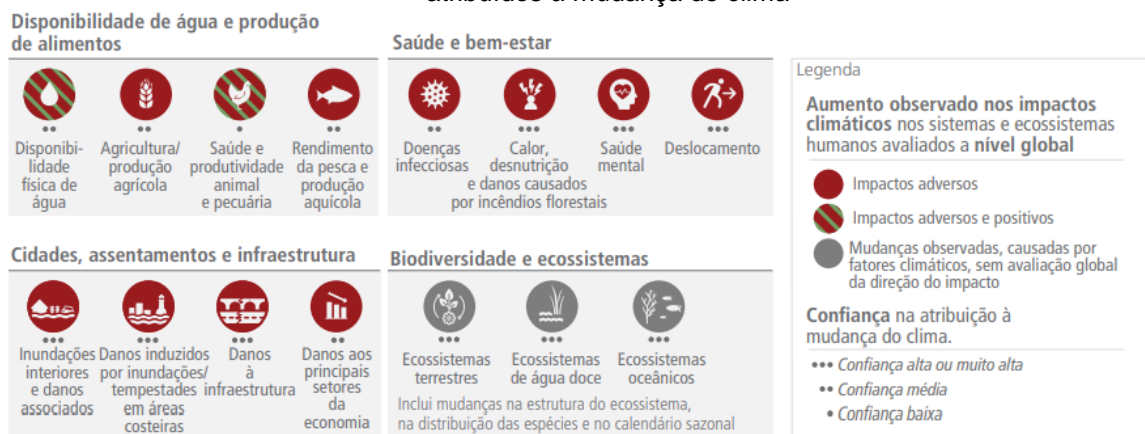 Disponibilidade de água e produção
de alimentos
Disponibi-
lidade
física de
água
Agricultura/
produção
agrícola
Saúde e
produtividade
animal
e pecuária
Rendimento
da pesca e
produção
aquícola
Saúde e bem-estar
Doenças
infecciosas
Calor,
desnutrição
e danos causados
por incêndios florestais
Saúde
mental
Deslocamento
Cidades, assentamentos e infraestrutura
Inundações
interiores
e danos
associados
Danos induzidos
por inundações/
tempestades
em áreas
costeiras
Danos
à
infraestrutura
Danos aos
principais
setores
da
economia
Biodiversidade e ecossistemas
Ecossistemas
terrestres
Ecossistemas
de água doce
Ecossistemas
oceânicos
Inclui mudanças na estrutura do ecossistema,
na distribuição das espécies e no calendário sazonal
Legenda
Aumento observado nos impactos
climáticos nos sistemas e ecossistemas
humanos avaliados a nível global
Impactos adversos
Impactos adversos e positivos
Mudanças observadas, causadas por
fatores climáticos, sem avaliação global
da direção do impacto
Confiança na atribuição à
mudança do clima.
••• Confiança alta ou muito alta
•• Confiança média
• Confiança baixa